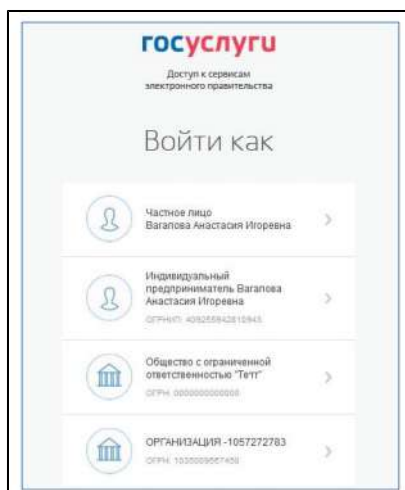 госуслуги
Доступ к сервисам
электронного правительства
Войти как
Частное лицо
Вагапова Анастасия Игоревна
Индивидуальный
предприниматель Вагапова
Анастасия Игоревна
ОГРНИП:
Общество с ограниченной
ответственностью
ОГРН: 0000000000000
ОРГАНИЗАЦИЯ -1057272783
ОГРН: